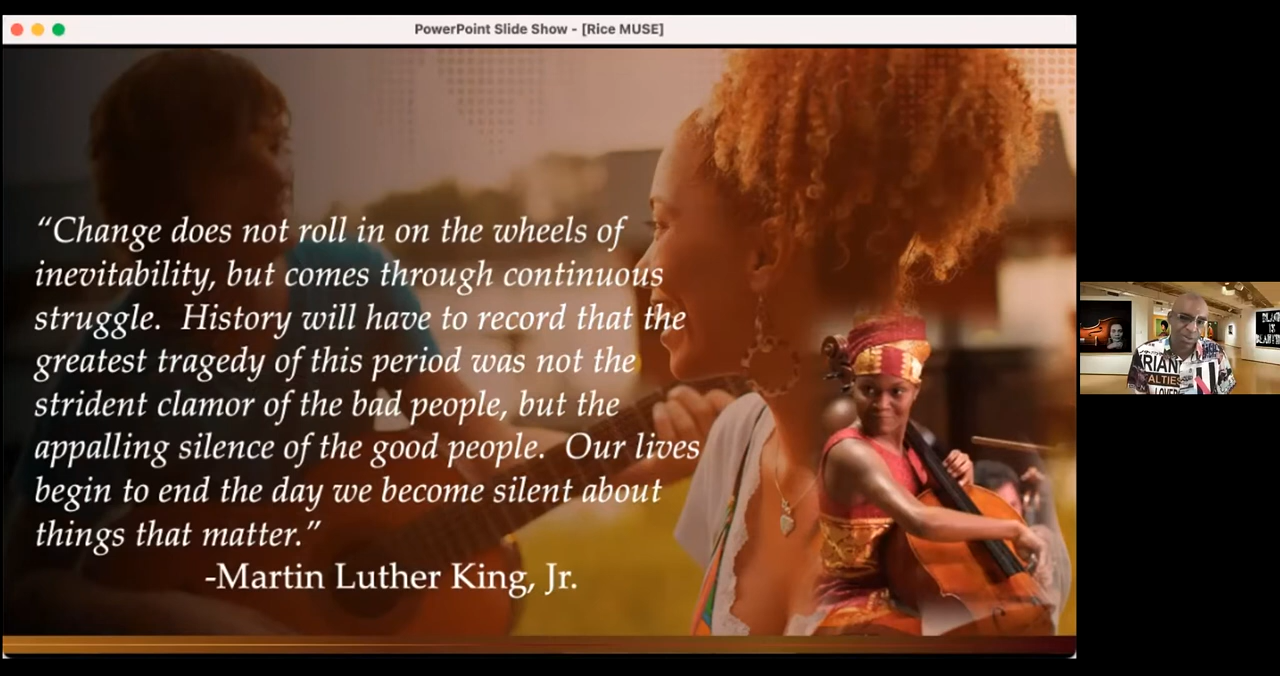 PowerPoint Slide Show - [Rice MUSE]
“Change does not roll in on the wheels of
inevitability, but comes through continuous
struggle.  History will have to record that the
greatest tragedy of this period was not the
strident clamor of the bad people, but the
appalling silence of the good people.  Our lives
begin to end the day we become silent about
things that matter.”
-Martin Luther King, Jr.
BLACK
IS